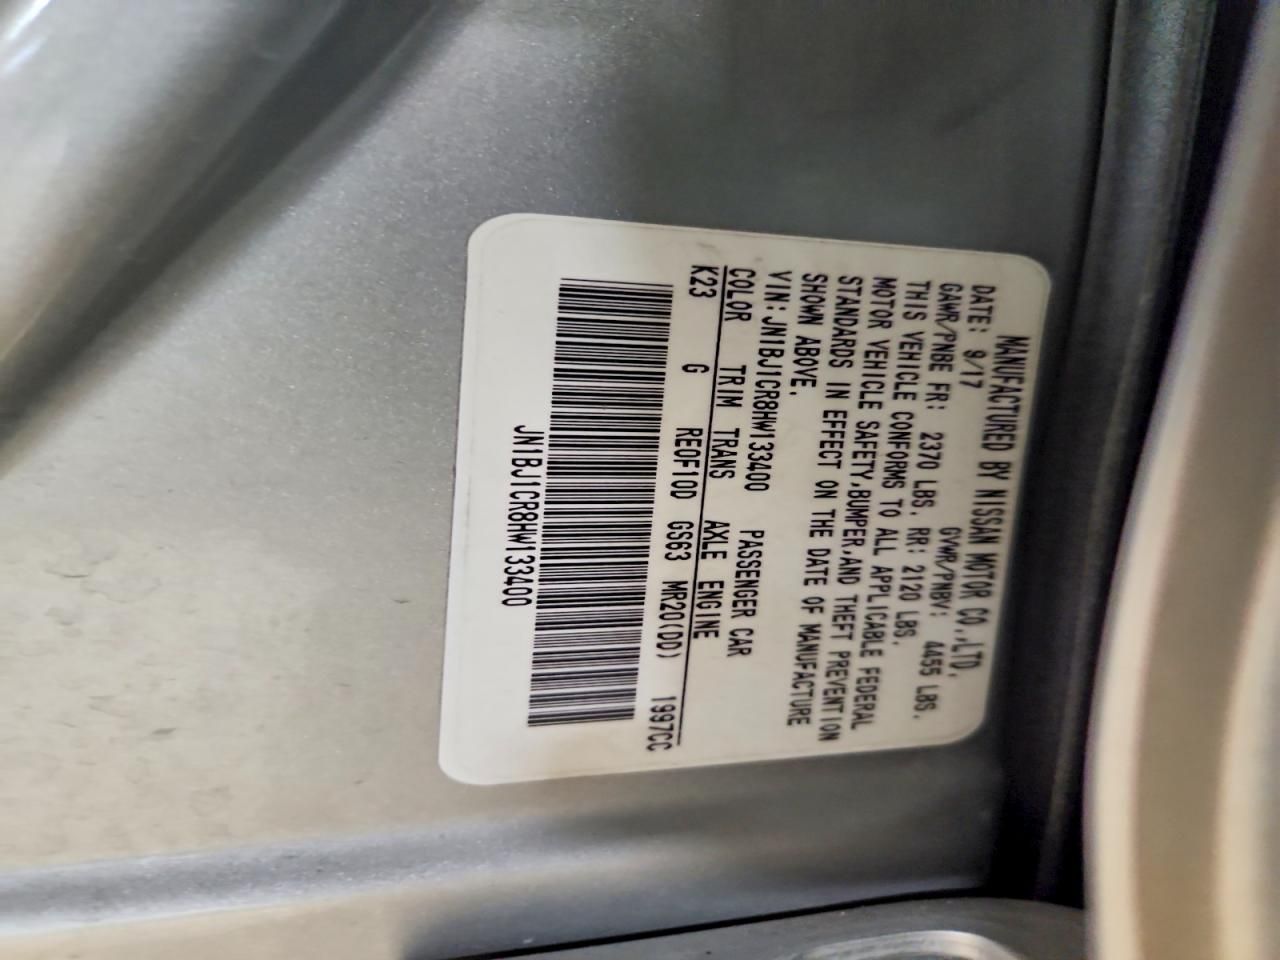 MANUFACTURED BY NISSAN MOTOR CO.,LTD.
DATE: 9/17 GVWR/PNBV: 4455 LBS.
GAWR/PNBE FR: 2370 LBS. RR: 2120 LBS.
THIS VEHICLE CONFORMS TO ALL APPLICABLE FEDERAL
MOTOR VEHICLE SAFETY,BUMPER,AND THEFT PREVENTION
STANDARDS IN EFFECT ON THE DATE OF MANUFACTURE
SHOWN ABOVE.
VIN:JN1BJ1CR8HW133400 PASSENGER CAR
COLOR TRIM TRANS AXLE ENGINE
K23 G RE0F10D GS63 MR20(DD) 1997CC
JN1BJ1CR8HW133400